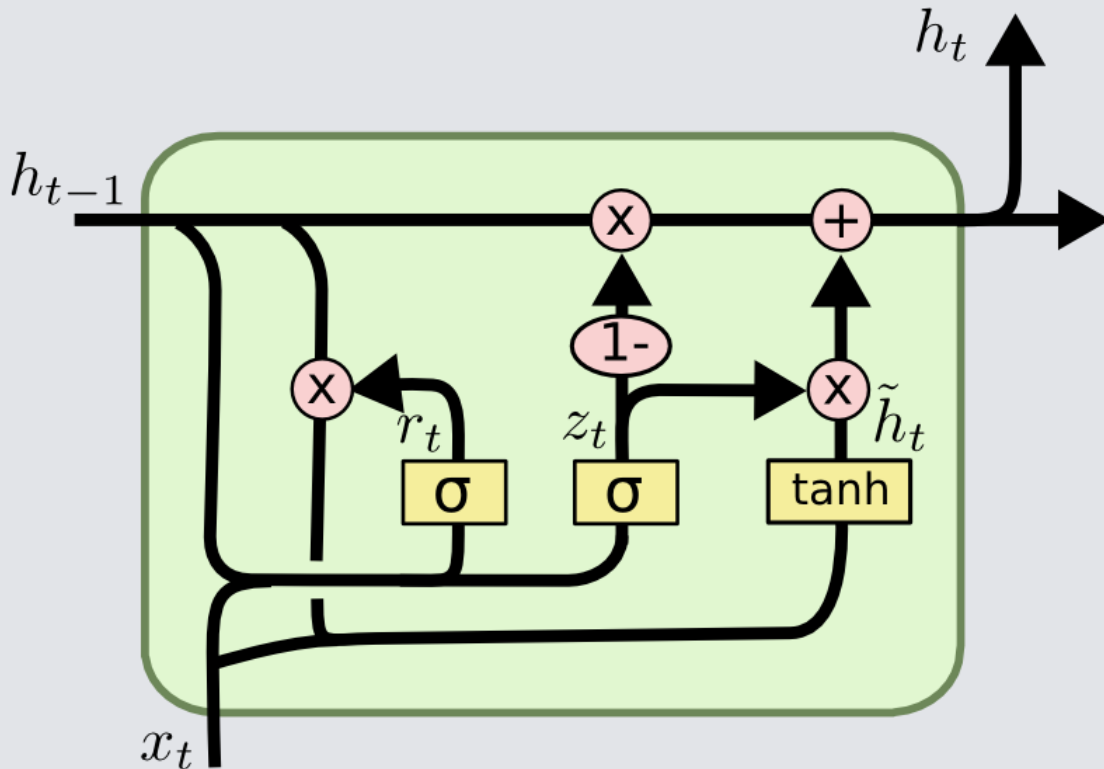 h_t
h_{t-1}
x +
1-
x x
r_t z_t h̃_t
σ σ tanh
x_t